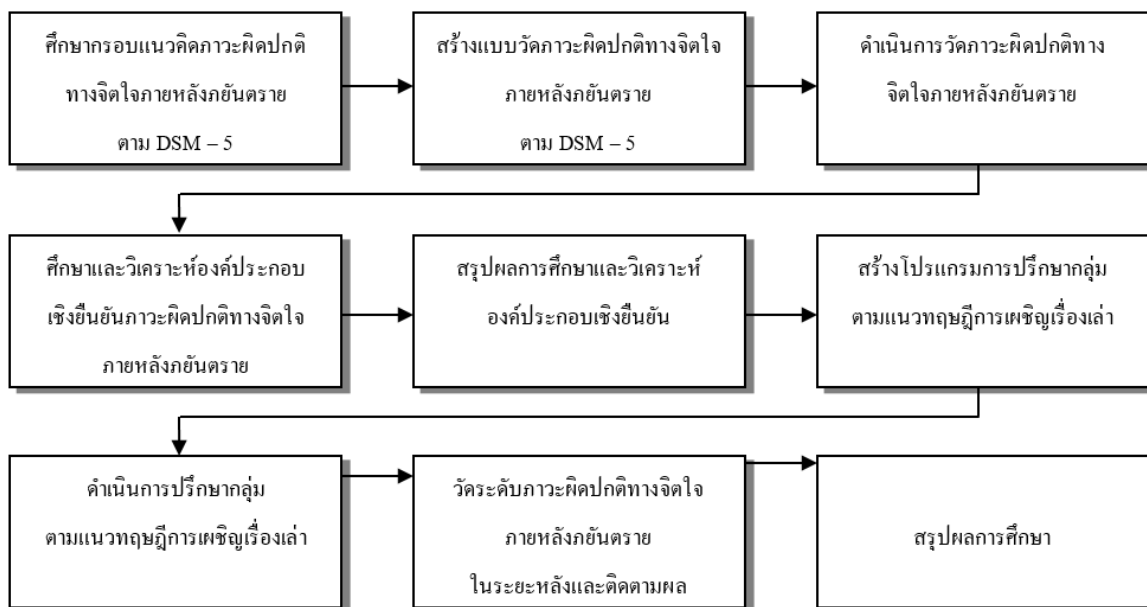 ศึกษากรอบแนวคิดภาวะผิดปกติ
ทางจิตใจภายหลังภยันตราย
ตาม DSM – 5
สร้างแบบวัดภาวะผิดปกติทางจิตใจ
ภายหลังภยันตราย
ตาม DSM – 5
ดำเนินการวัดภาวะผิดปกติทาง
จิตใจภายหลังภยันตราย
ศึกษาและวิเคราะห์องค์ประกอบ
เชิงยืนยันภาวะผิดปกติทางจิตใจ
ภายหลังภยันตราย
สรุปผลการศึกษาและวิเคราะห์
องค์ประกอบเชิงยืนยัน
สร้างโปรแกรมการปรึกษากลุ่ม
ตามแนวทฤษฎีการเผชิญเรื่องเล่า
ดำเนินการปรึกษากลุ่ม
ตามแนวทฤษฎีการเผชิญเรื่องเล่า
วัดระดับภาวะผิดปกติทางจิตใจ
ภายหลังภยันตราย
ในระยะหลังและติดตามผล
สรุปผลการศึกษา